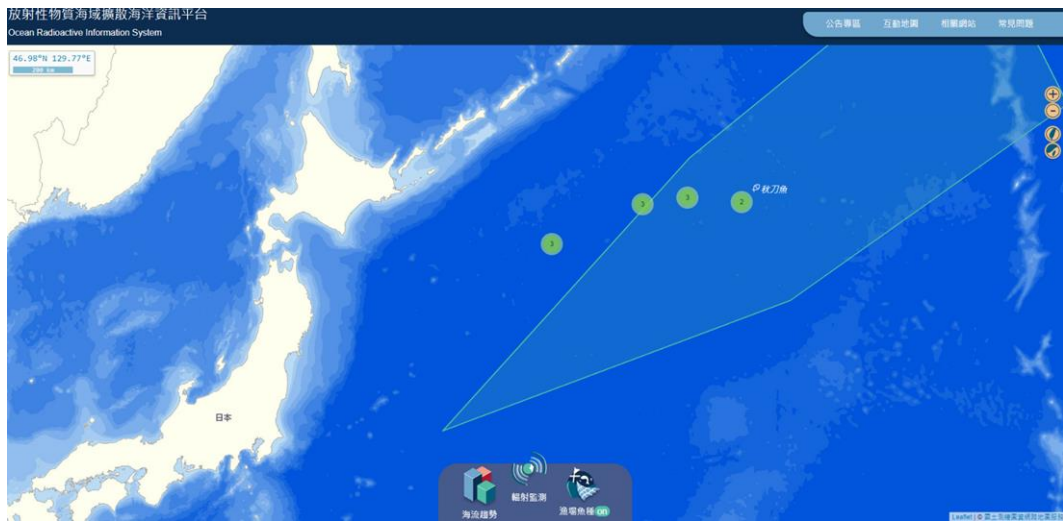 放射性物質海域擴散海洋資訊平台
Ocean Radioactive Information System
公告專區 互動地圖 相關網站 常見問題
46.98°N 129.77°E
200 km
3
3
2
秋刀魚
3
日本
海流趨勢
輻射監測
漁場魚種 on
Leaflet | ©